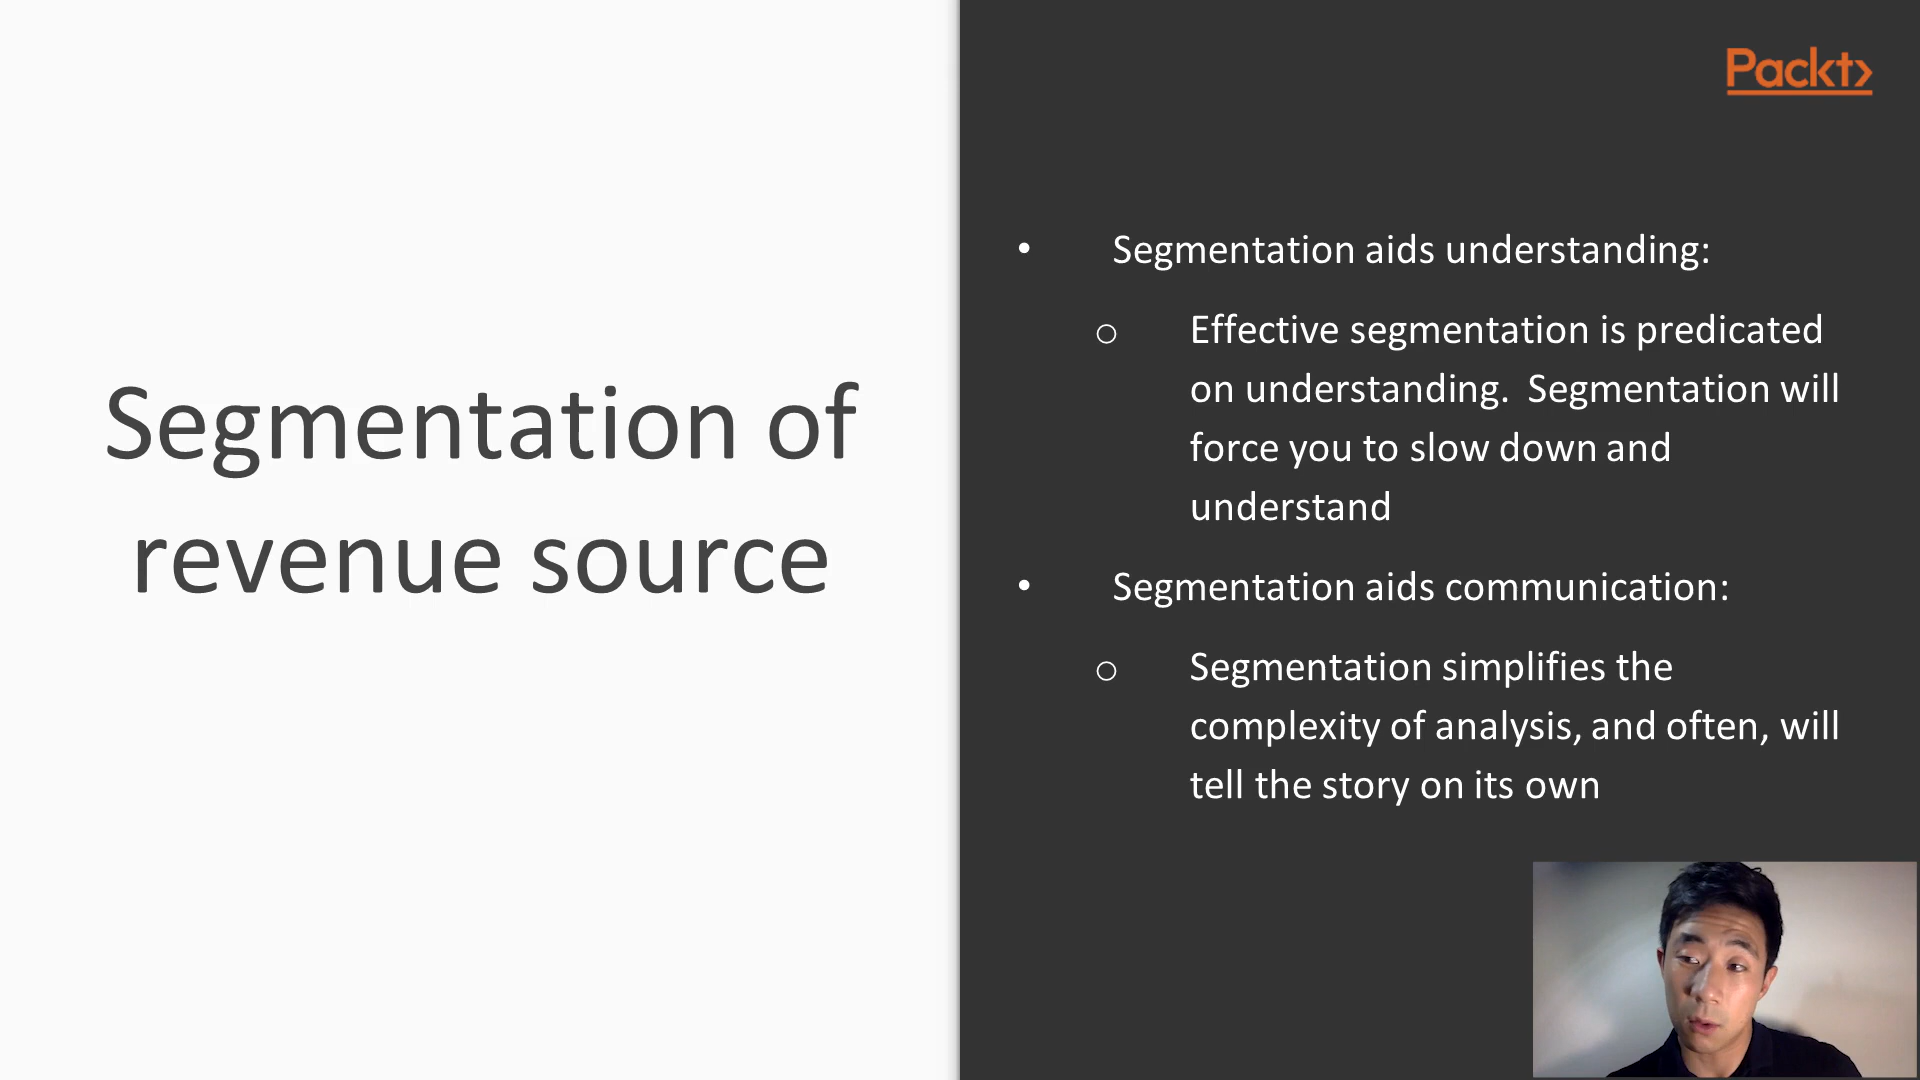 Packt>
Segmentation of
revenue source
• Segmentation aids understanding:
o Effective segmentation is predicated
on understanding.  Segmentation will
force you to slow down and
understand
• Segmentation aids communication:
o Segmentation simplifies the
complexity of analysis, and often, will
tell the story on its own